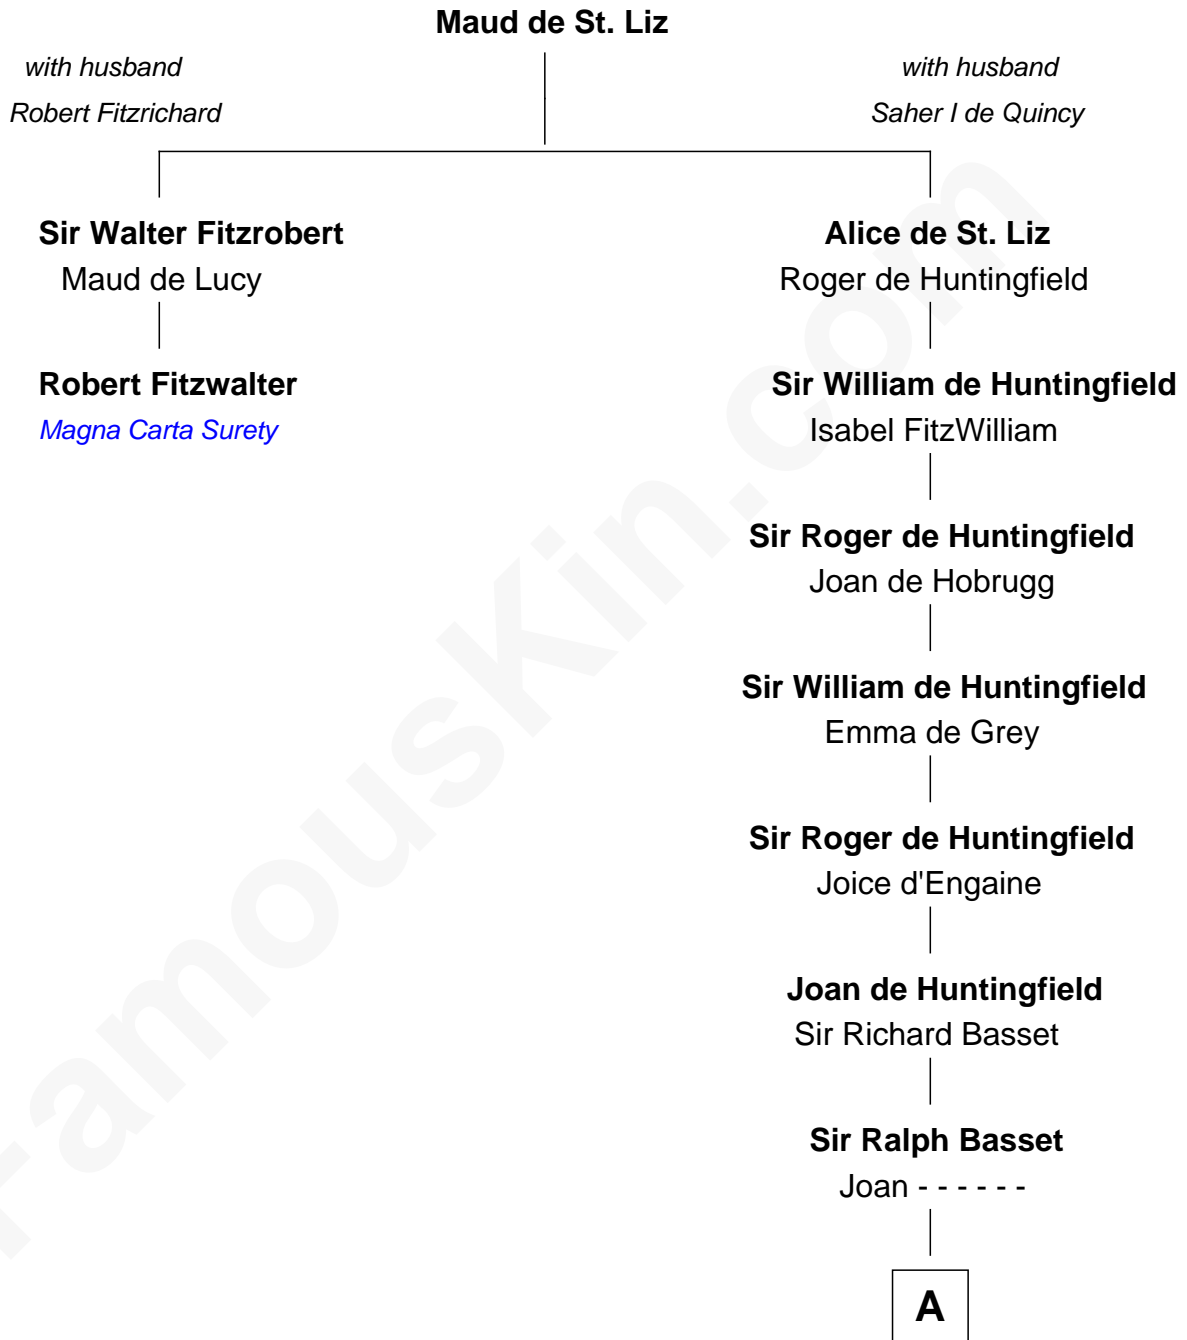 Maud de St. Liz
with husband
Robert Fitzrichard
with husband
Saher I de Quincy
Sir Walter Fitzrobert
Maud de Lucy
Robert Fitzwalter
Magna Carta Surety
Alice de St. Liz
Roger de Huntingfield
Sir William de Huntingfield
Isabel FitzWilliam
Sir Roger de Huntingfield
Joan de Hobrugg
Sir William de Huntingfield
Emma de Grey
Sir Roger de Huntingfield
Joice d'Engaine
Joan de Huntingfield
Sir Richard Basset
Sir Ralph Basset
Joan - - - - - -
A
FamousKin.com